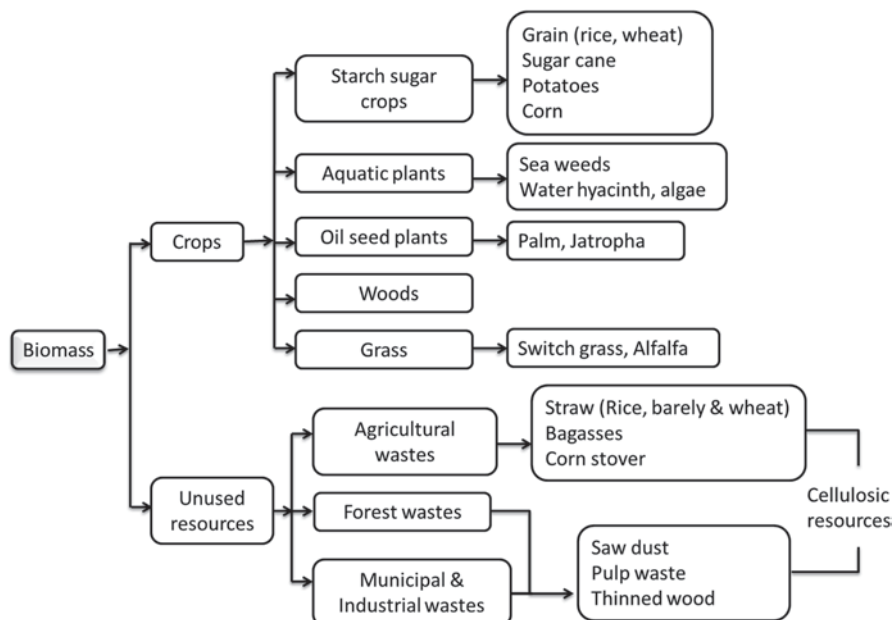 Biomass
Crops
Starch sugar
crops
Grain (rice, wheat)
Sugar cane
Potatoes
Corn
Aquatic plants
Sea weeds
Water hyacinth, algae
Oil seed plants
Palm, Jatropha
Woods
Grass
Switch grass, Alfalfa
Unused
resources
Agricultural
wastes
Straw (Rice, barely & wheat)
Bagasses
Corn stover
Forest wastes
Municipal &
Industrial wastes
Saw dust
Pulp waste
Thinned wood
Cellulosic
resources